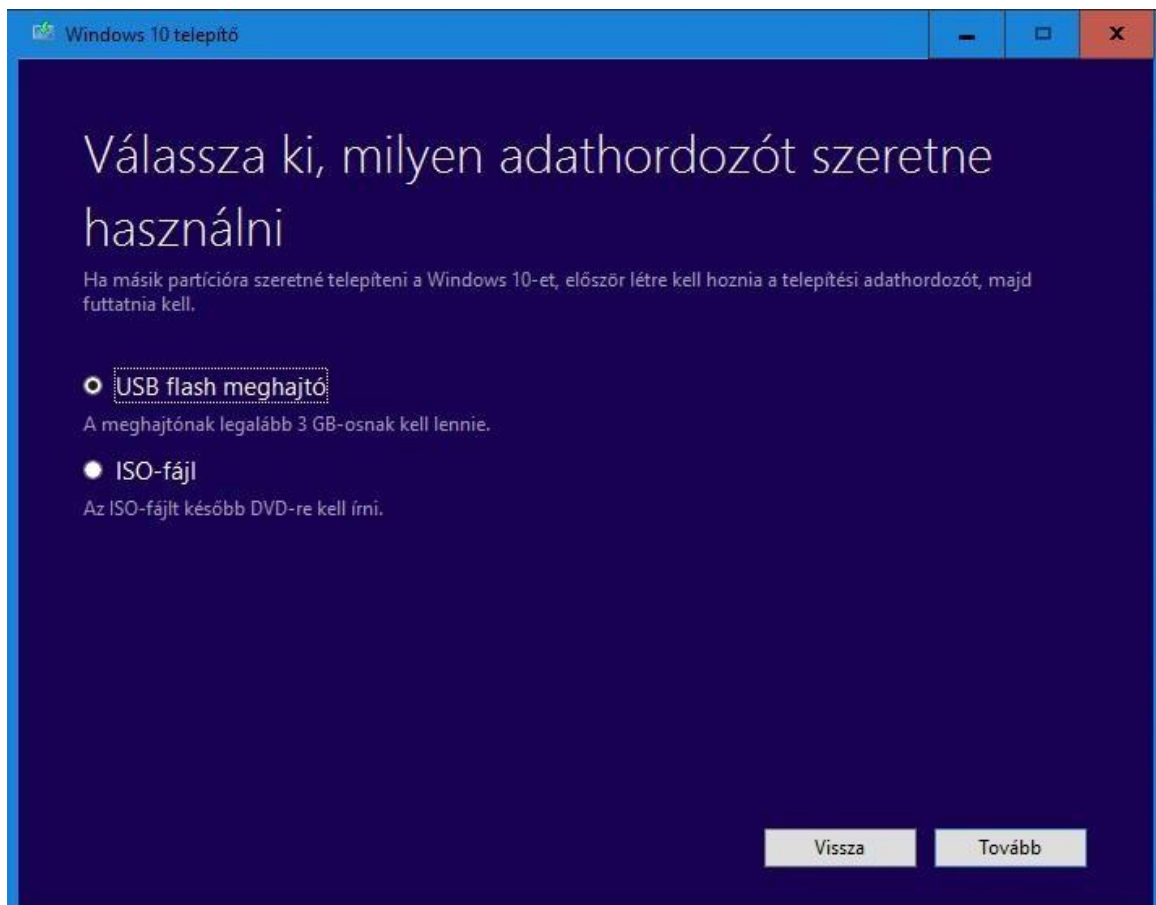 Windows 10 telepítő
Válassza ki, milyen adathordozót szeretne
használni
Ha másik partícióra szeretné telepíteni a Windows 10-et, először létre kell hoznia a telepítési adathordozót, majd
futtatnia kell.
USB flash meghajtó
A meghajtónak legalább 3 GB-osnak kell lennie.
ISO-fájl
Az ISO-fájlt később DVD-re kell írni.
Vissza
Tovább